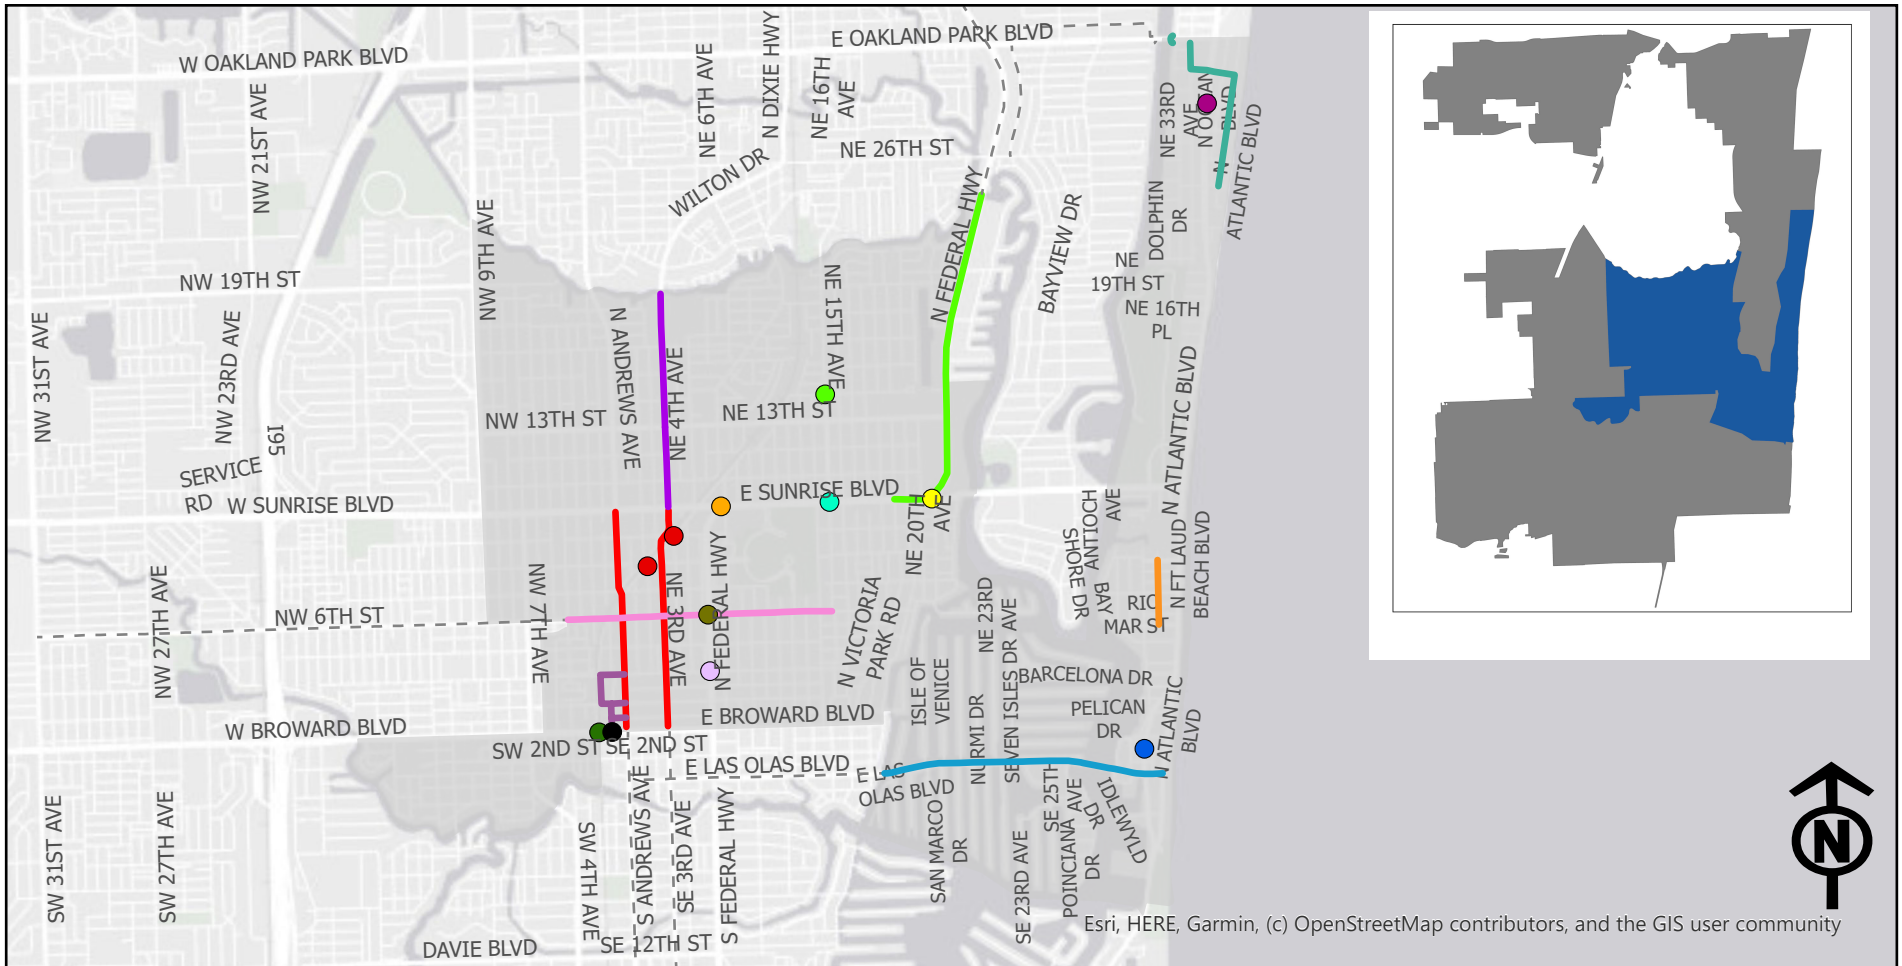 W OAKLAND PARK BLVD
E OAKLAND PARK BLVD
NW 21ST AVE
NE 6TH AVE
N DIXIE HWY
NE 16TH
AVE
NE 26TH ST
WILTON DR
NE 33RD
AVE
N OCEAN
BLVD
N
ATLANTIC BLVD
NW 9TH AVE
N FEDERAL HWY
BAYVIEW DR
DOLPHIN
DR
NE
19TH ST
NE 16TH
PL
NW 19TH ST
NW 31ST AVE
NW 23RD AVE
I95
N ANDREWS AVE
NE 4TH AVE
NE 15TH AVE
NW 13TH ST
NE 13TH ST
N ATLANTIC BLVD
SERVICE
RD
W SUNRISE BLVD
E SUNRISE BLVD
NE 20TH
AVE
ANTIOCH
AVE
SHORE DR
BAY
N FT LAUD
BEACH BLVD
RIO
MAR ST
NW 27TH AVE
NW 6TH ST
NW 7TH AVE
NE 3RD AVE
N FEDERAL HWY
N VICTORIA
PARK RD
NE 23RD
ISLE OF
VENICE
NURMI DR
SEVEN ISLES DR
AVE
BARCELONA DR
PELICAN
DR
N ATLANTIC
BLVD
W BROWARD BLVD
E BROWARD BLVD
SW 2ND ST
SE 2ND ST
E LAS OLAS BLVD
E LAS
OLAS BLVD
SW 31ST AVE
SW 27TH AVE
SW 4TH AVE
S ANDREWS AVE
SE 3RD AVE
S FEDERAL HWY
SAN MARCO
DR
SE 23RD AVE
SE 25TH
AVE
POINCIANA
DR
IDLEWYLD
DR
DAVIE BLVD
SE 12TH ST
N
Esri, HERE, Garmin, (c) OpenStreetMap contributors, and the GIS user community